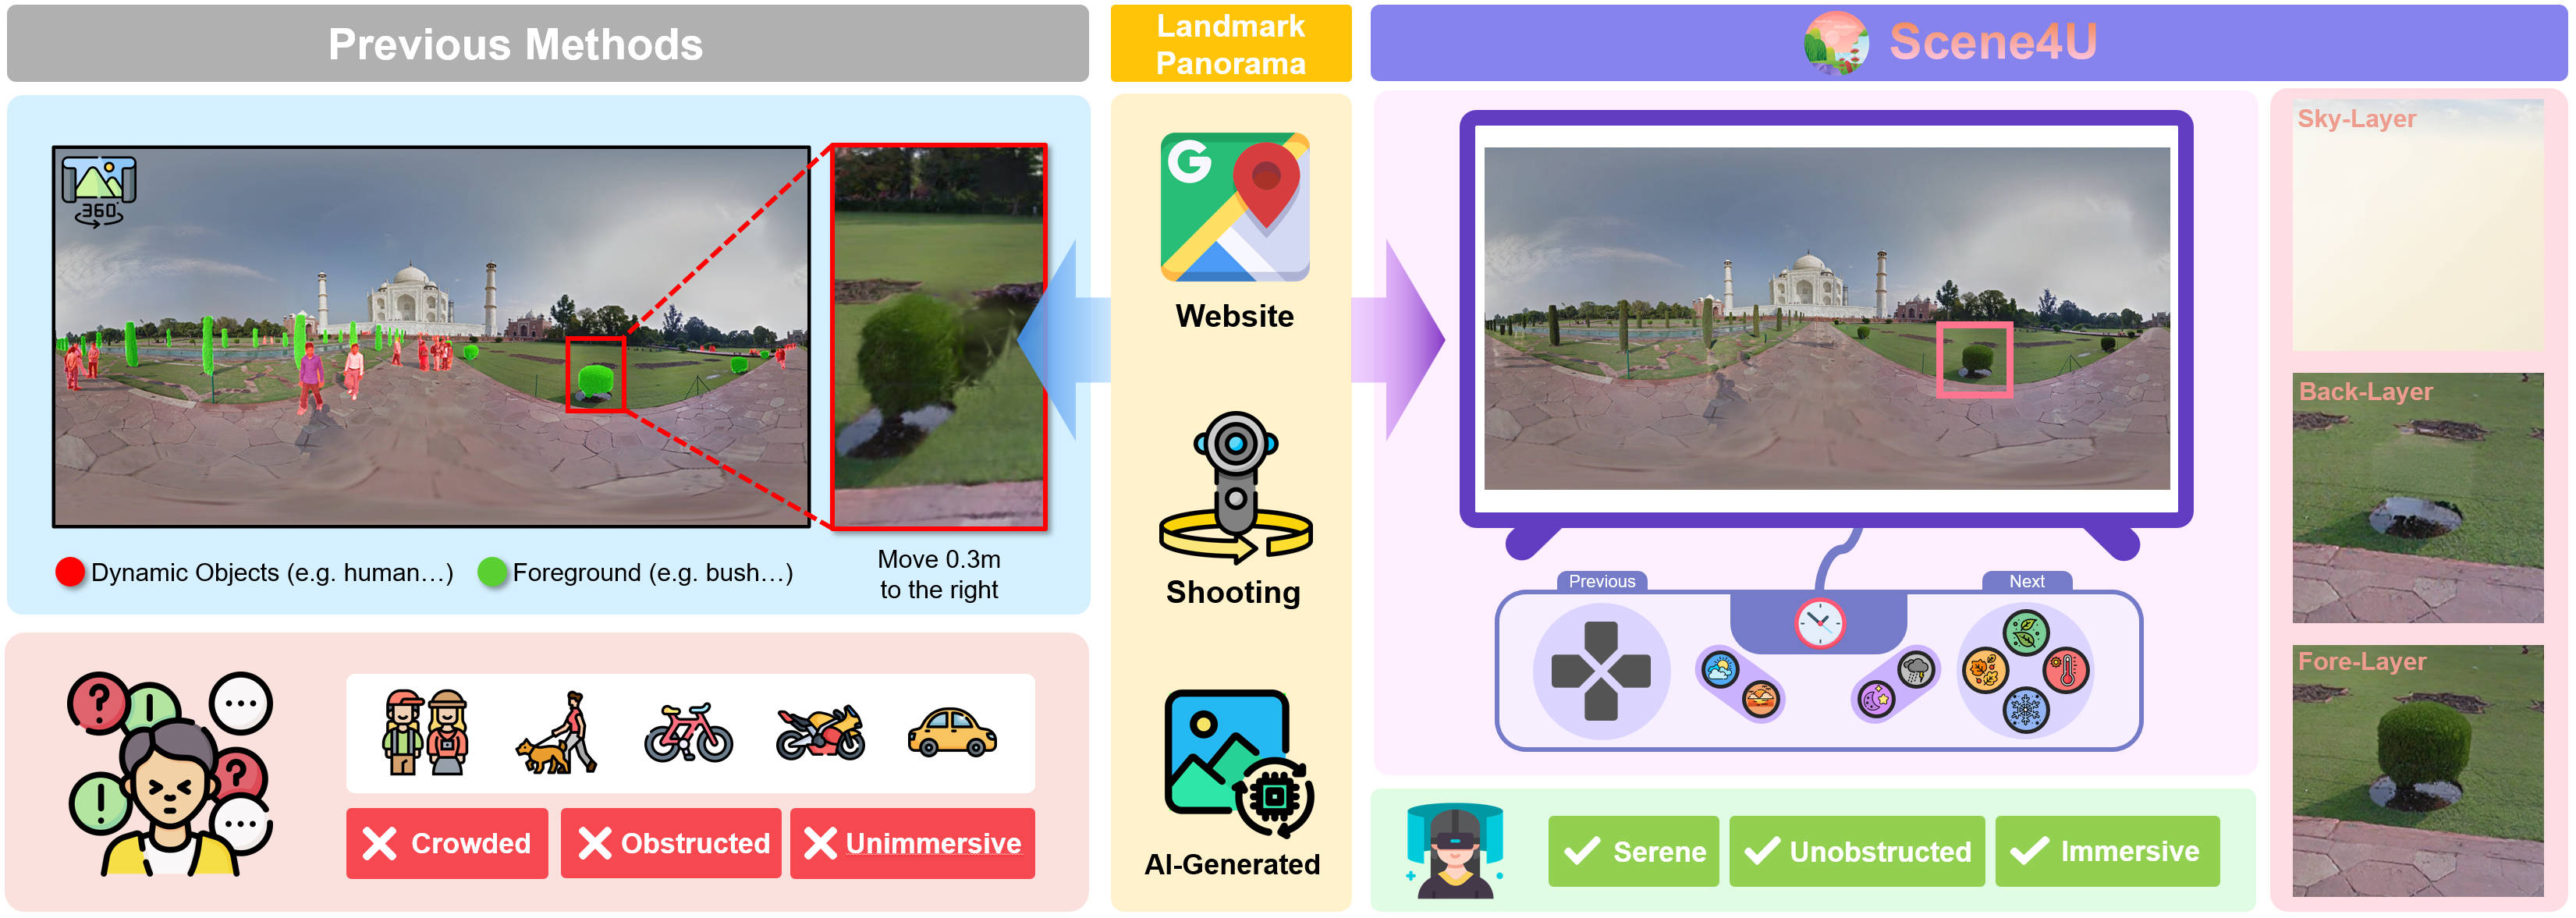 Previous Methods
360°
Dynamic Objects (e.g. human…)
Foreground (e.g. bush…)
Move 0.3m
to the right
Crowded
Obstructed
Unimmersive
Landmark
Panorama
G
Website
Shooting
AI-Generated
Scene4U
Previous
Next
Serene
Unobstructed
Immersive
Sky-Layer
Back-Layer
Fore-Layer